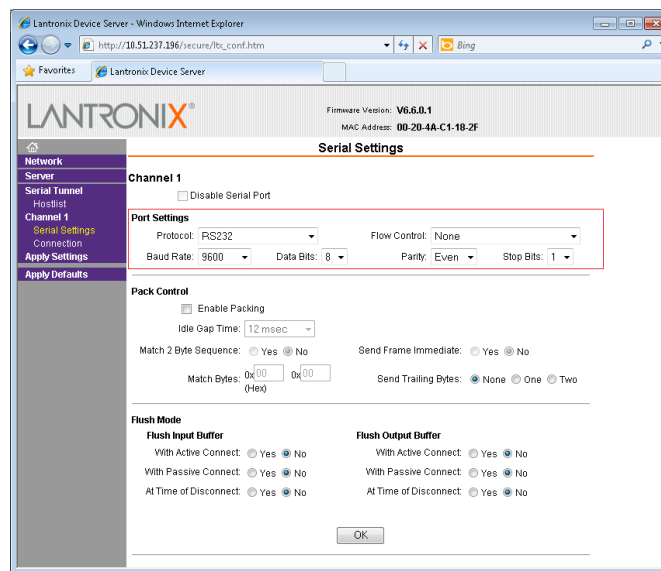 Lantronix Device Server - Windows Internet Explorer
http://10.51.237.196/secure/ltx_conf.htm
Bing
Favorites
Lantronix Device Server
LANTRONIX®
Firmware Version: V6.6.0.1
MAC Address: 00-20-4A-C1-18-2F
Network
Server
Serial Tunnel
Hostlist
Channel 1
Serial Settings
Connection
Apply Settings
Apply Defaults
Serial Settings
Channel 1
Disable Serial Port
Port Settings
Protocol: RS232 Flow Control: None
Baud Rate: 9600 Data Bits: 8 Parity: Even Stop Bits: 1
Pack Control
Enable Packing
Idle Gap Time: 12 msec
Match 2 Byte Sequence: Yes No Send Frame Immediate: Yes No
Match Bytes: 0x 00 0x 00 Send Trailing Bytes: None One Two
(Hex)
Flush Mode
Flush Input Buffer Flush Output Buffer
With Active Connect: Yes No With Active Connect: Yes No
With Passive Connect: Yes No With Passive Connect: Yes No
At Time of Disconnect: Yes No At Time of Disconnect: Yes No
OK